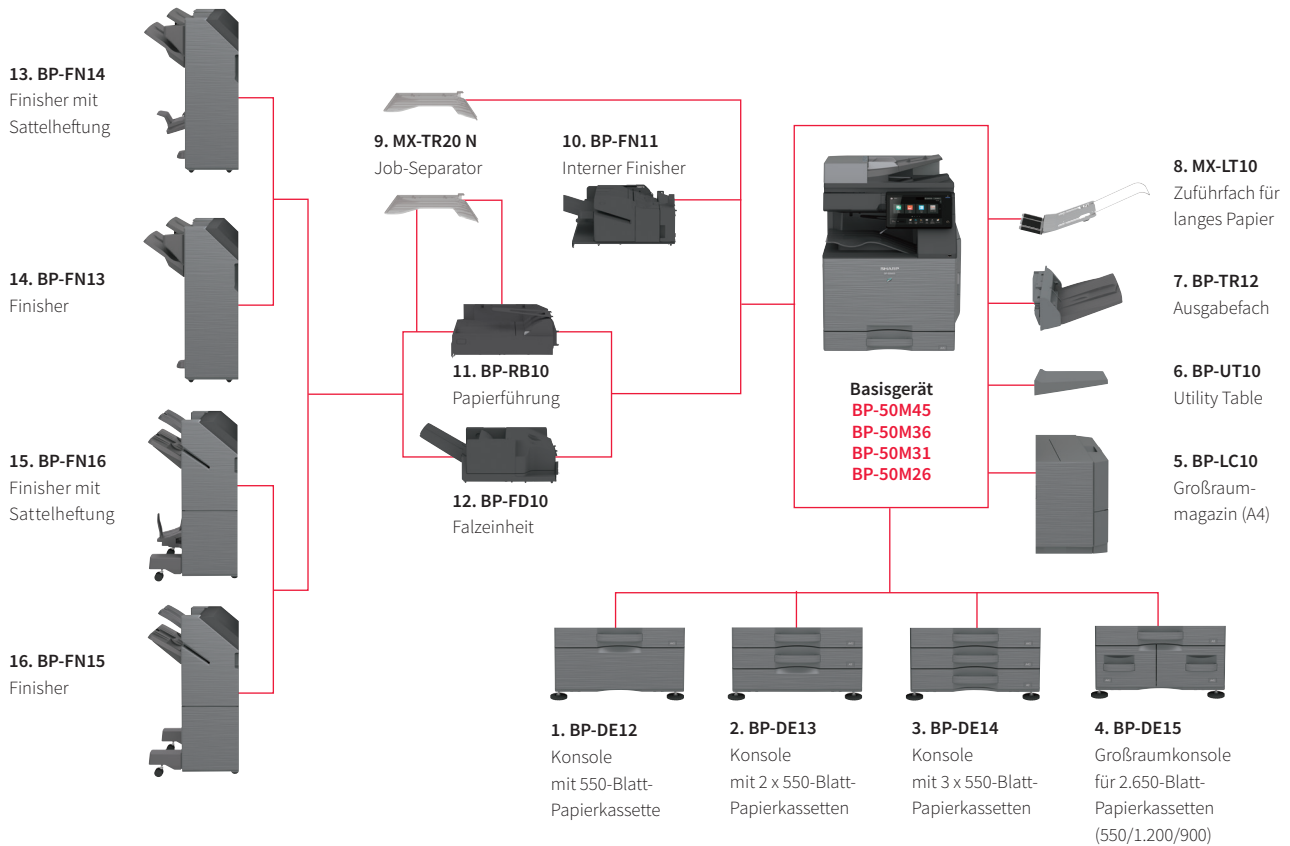 13. BP-FN14
Finisher mit
Sattelheftung
14. BP-FN13
Finisher
15. BP-FN16
Finisher mit
Sattelheftung
16. BP-FN15
Finisher
9. MX-TR20 N
Job-Separator
10. BP-FN11
Interner Finisher
11. BP-RB10
Papierführung
12. BP-FD10
Falzeinheit
SHARP
Basisgerät
BP-50M45
BP-50M36
BP-50M31
BP-50M26
8. MX-LT10
Zuführfach für
langes Papier
7. BP-TR12
Ausgabefach
6. BP-UT10
Utility Table
5. BP-LC10
Großraum-
magazin (A4)
1. BP-DE12
Konsole
mit 550-Blatt-
Papierkassette
2. BP-DE13
Konsole
mit 2 x 550-Blatt-
Papierkassetten
3. BP-DE14
Konsole
mit 3 x 550-Blatt-
Papierkassetten
4. BP-DE15
Großraumkonsole
für 2.650-Blatt-
Papierkassetten
(550/1.200/900)